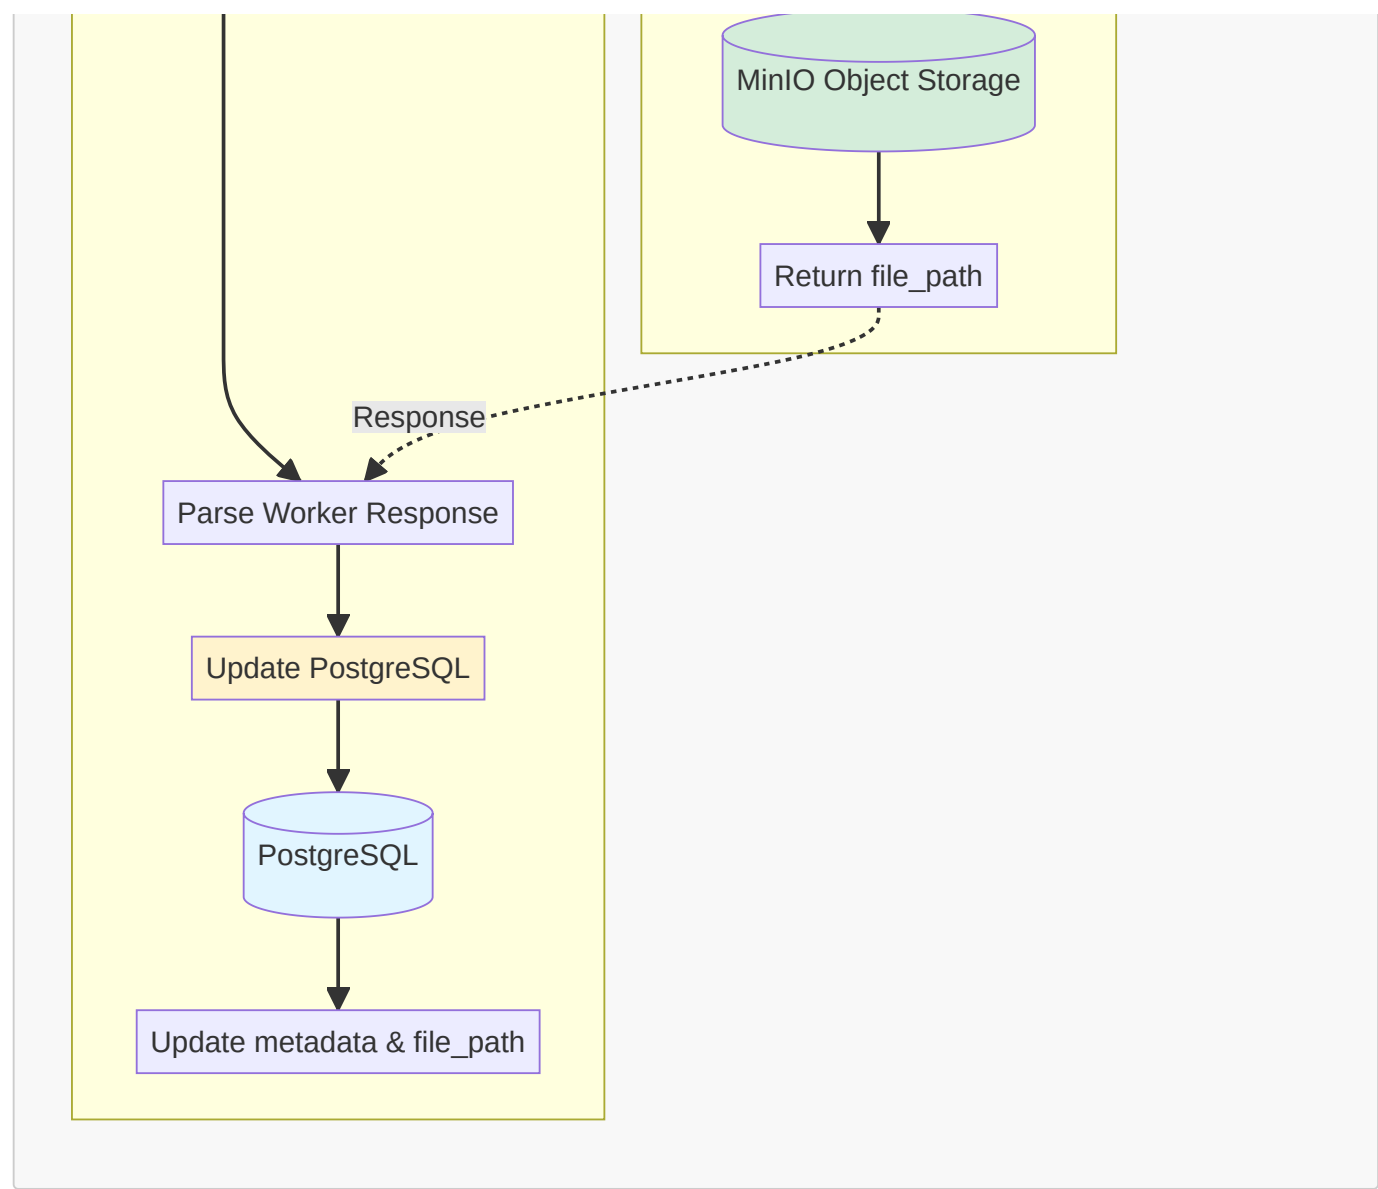 MinIO Object Storage
Return file_path
Response
Parse Worker Response
Update PostgreSQL
PostgreSQL
Update metadata & file_path